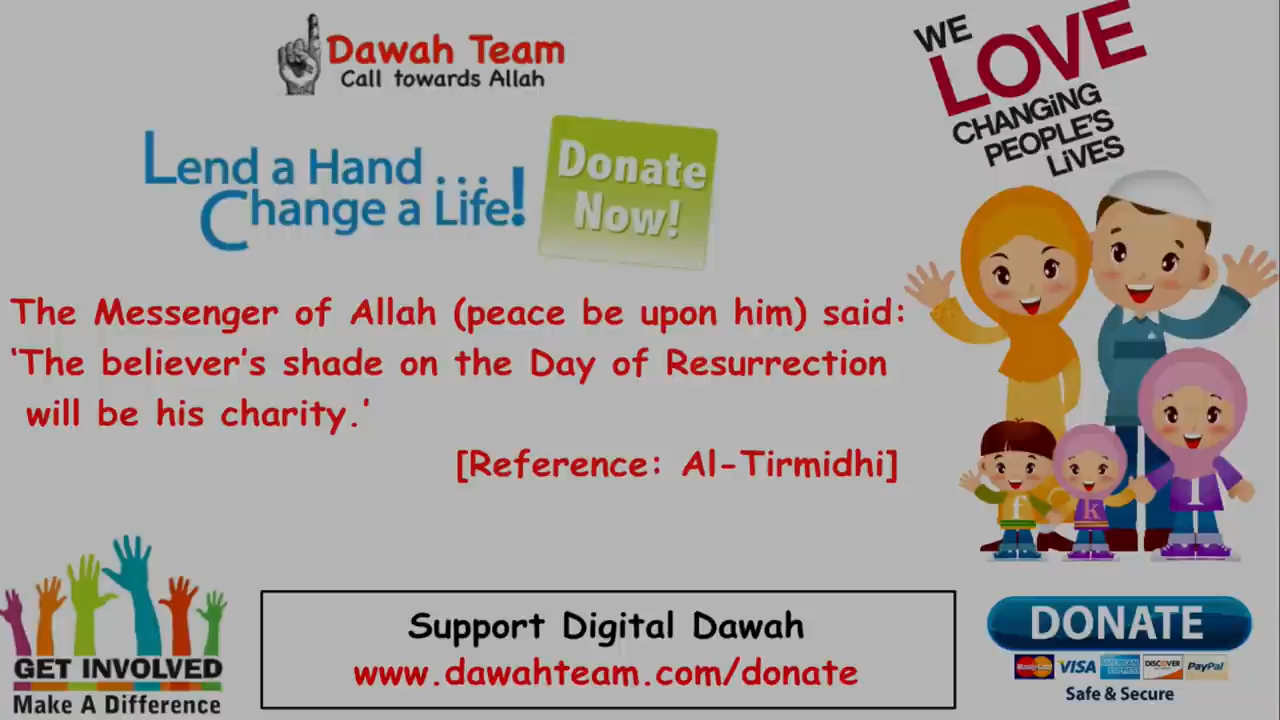 Dawah Team
Call towards Allah
WE
LOVE
CHANGiNG
PEOPLE'S
LiVES
Lend a Hand . . .
Change a Life!
Donate
Now!
The Messenger of Allah (peace be upon him) said:
'The believer's shade on the Day of Resurrection
will be his charity.'
[Reference: Al-Tirmidhi]
f k l
GET INVOLVED
Make A Difference
Support Digital Dawah
www.dawahteam.com/donate
DONATE
MasterCard VISA AMERICAN EXPRESS DISCOVER PayPal
Safe & Secure